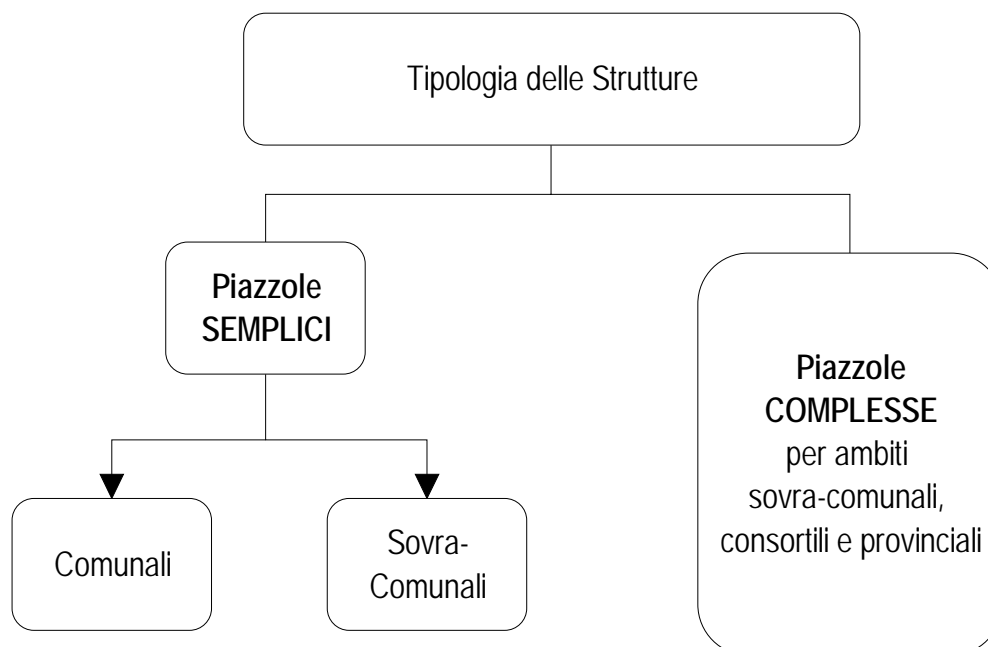 Tipologia delle Strutture
Piazzole
SEMPLICI
Piazzole
COMPLESSE
per ambiti
sovra-comunali,
consortili e provinciali
Comunali
Sovra-
Comunali